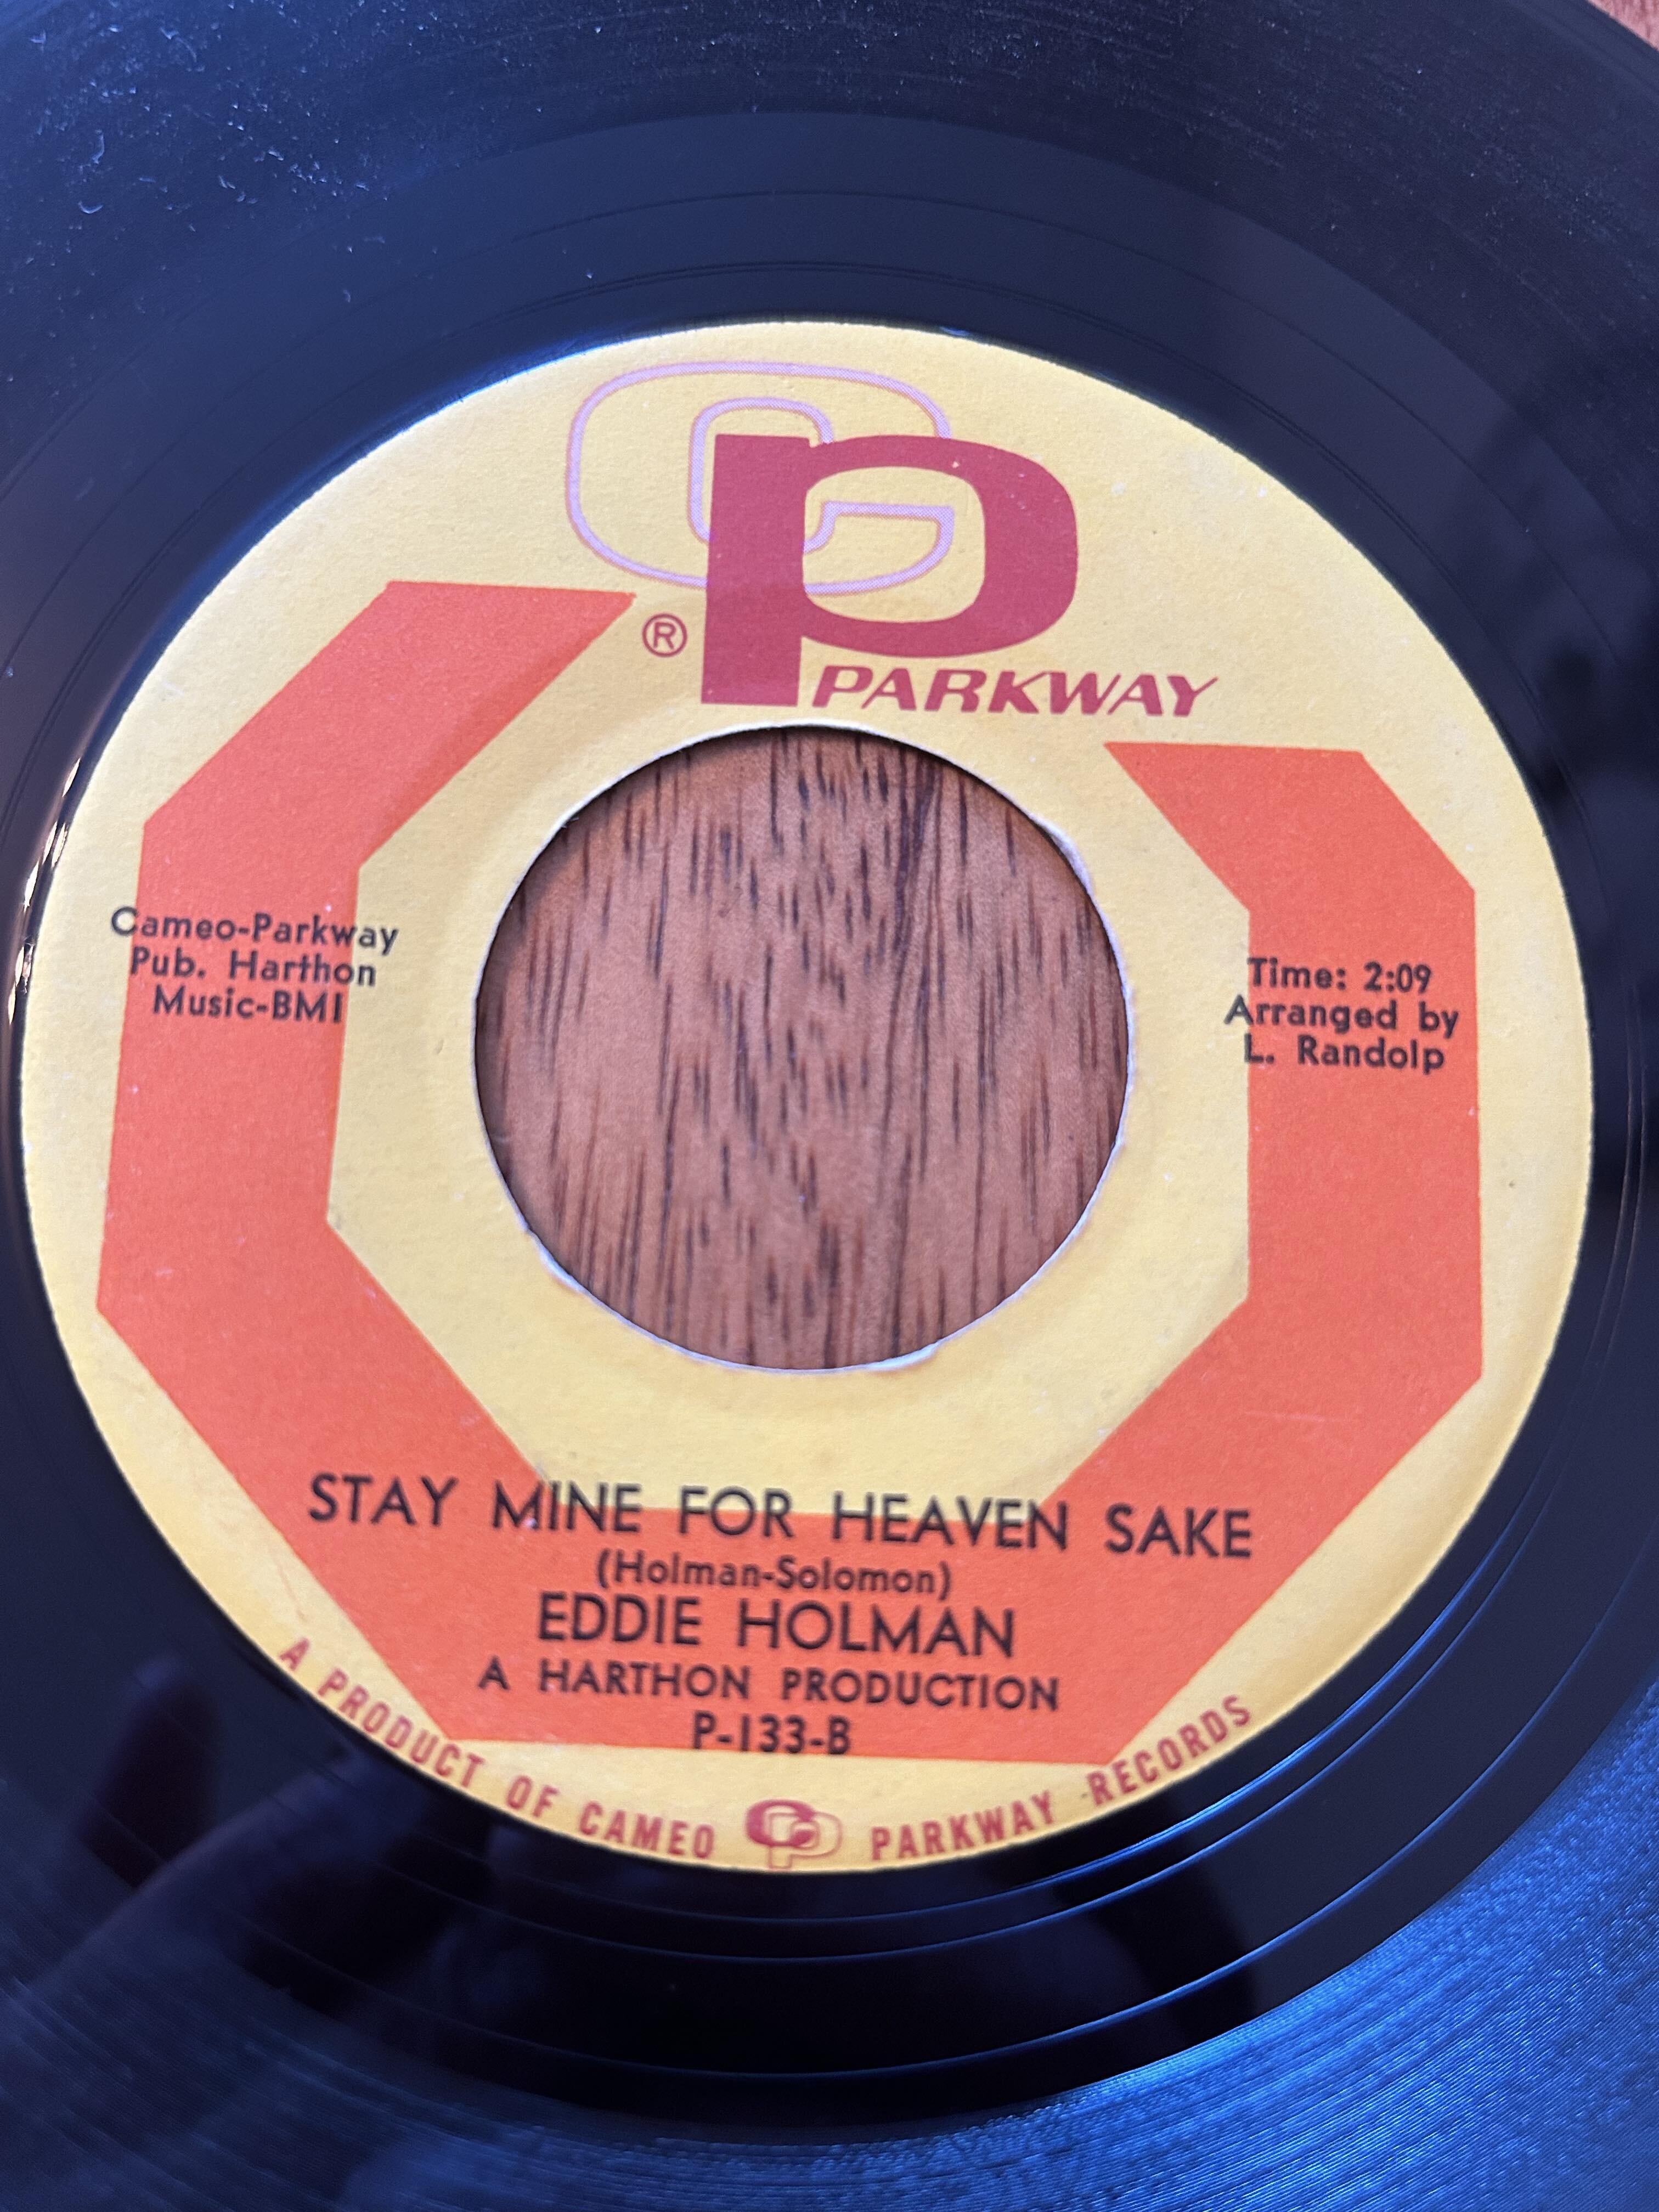 CP
® PARKWAY
Cameo-Parkway
Pub. Harthon
Music-BMI
Time: 2:09
Arranged by
L. Randolp
STAY MINE FOR HEAVEN SAKE
(Holman-Solomon)
EDDIE HOLMAN
A HARTHON PRODUCTION
P-133-B
A PRODUCT OF CAMEO CP PARKWAY RECORDS